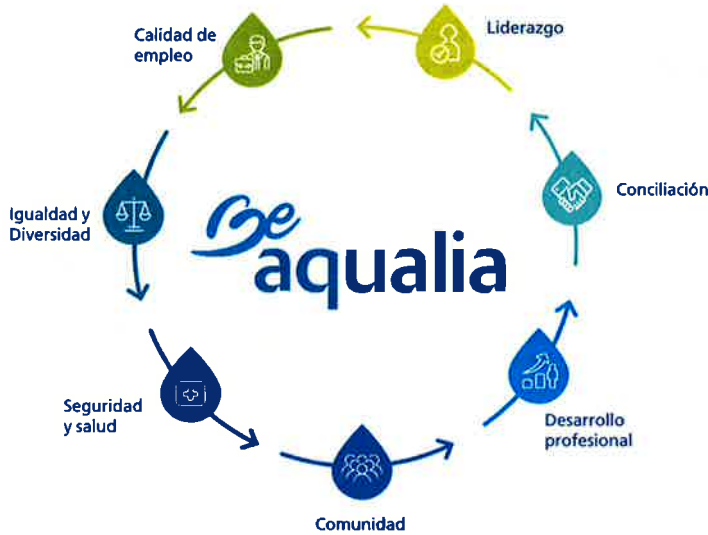 Calidad de
empleo
Liderazgo
Conciliación
Igualdad y
Diversidad
Be
aqualia
Seguridad
y salud
Desarrollo
profesional
Comunidad